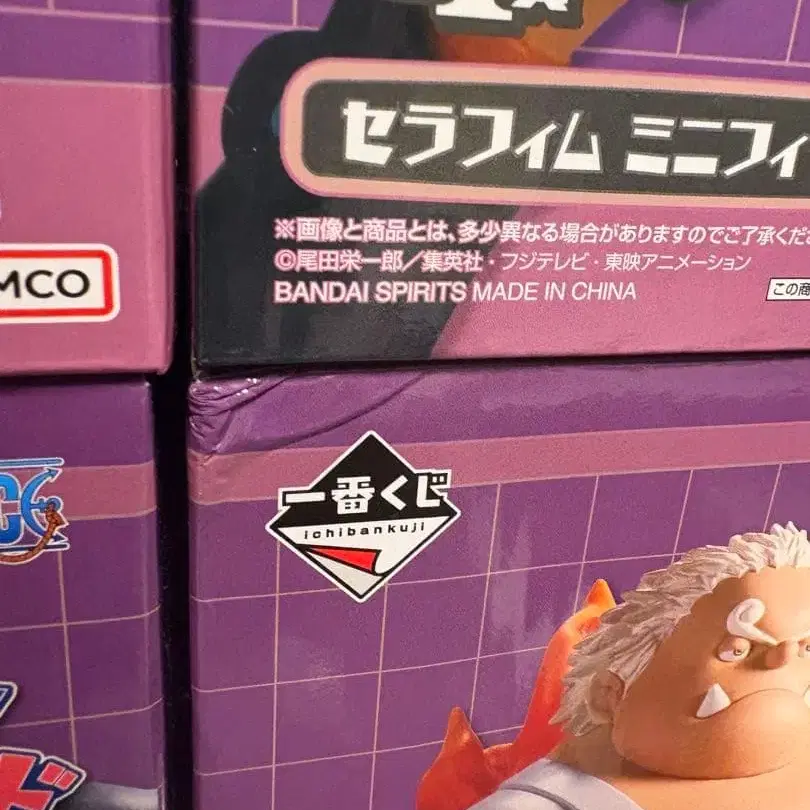 セラフィム ミニフィ
※画像と商品とは、多少異なる場合がありますのでご了承くだ
©尾田栄一郎／集英社・フジテレビ・東映アニメーション
BANDAI SPIRITS MADE IN CHINA
この商
MCO
一番くじ
ichibankuji